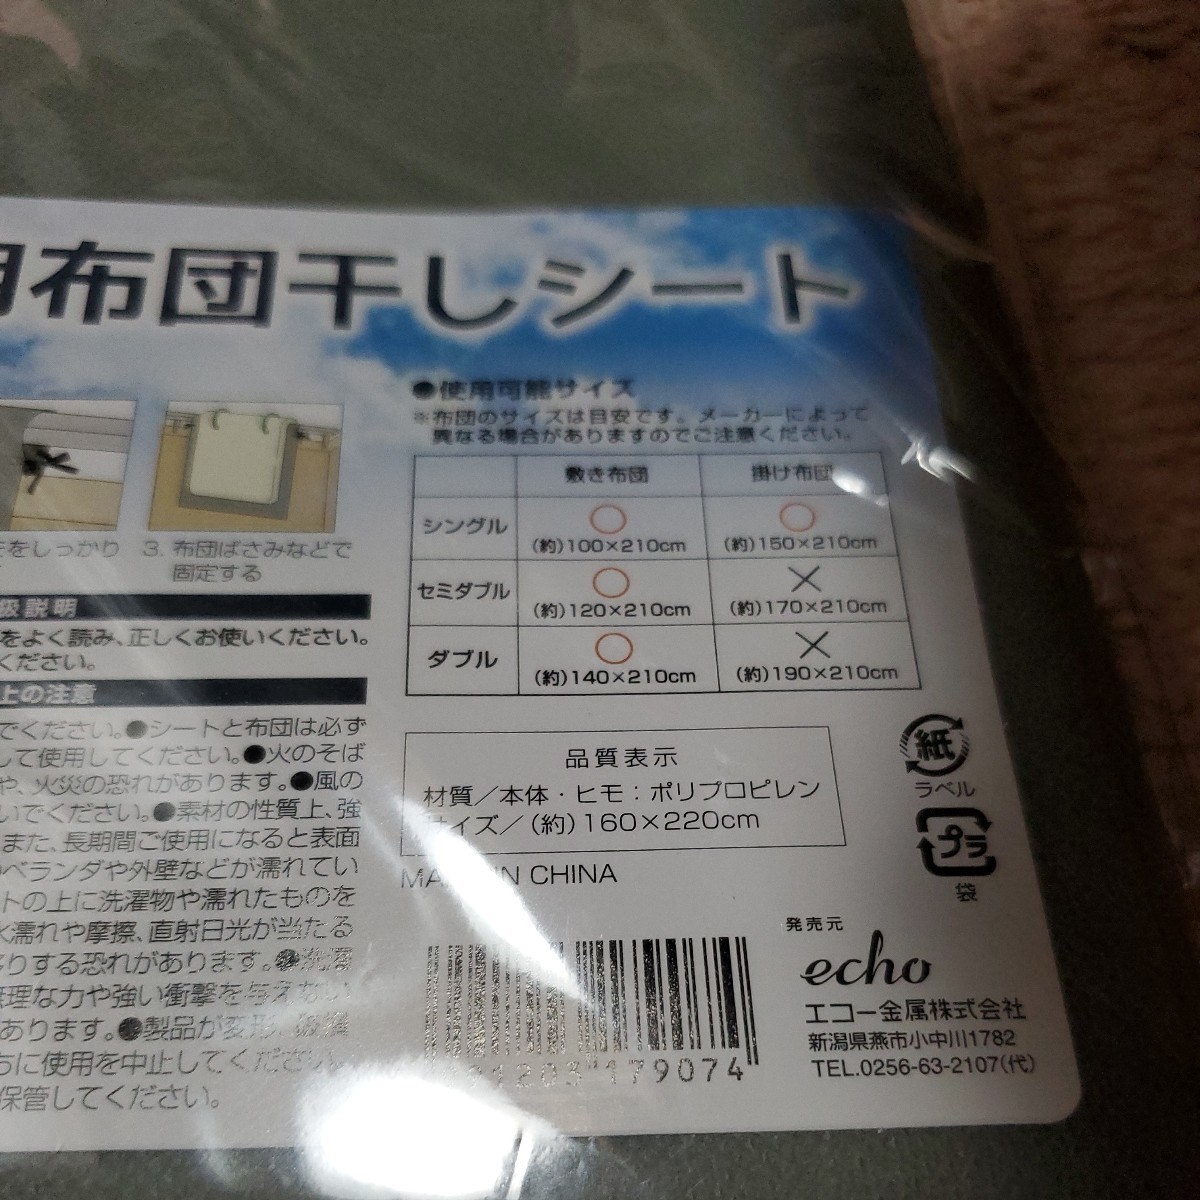 用布団干しシート
●使用可能サイズ
※布団のサイズは目安です。メーカーによって
異なる場合がありますのでご注意ください。
敷き布団 掛け布団
シングル ○ (約)100×210cm ○ (約)150×210cm
セミダブル ○ (約)120×210cm × (約)170×210cm
ダブル ○ (約)140×210cm × (約)190×210cm
をしっかり
3. 布団ばさみなどで
固定する
扱説明
をよく読み、正しくお使いください。
ください。
上の注意
でください。●シートと布団は必ず
して使用してください。●火のそば
や、火災の恐れがあります。●風の
いでください。●素材の性質上、強
また、長期間ご使用になると表面
ベランダや外壁などが濡れてい
トの上に洗濯物や濡れたものを
水濡れや摩擦、直射日光が当たる
移りする恐れがあります。●洗濯
無理な力や強い衝撃を与えない
あります。●製品が変形、破損
ちに使用を中止してください。
保管してください。
品質表示
材質／本体・ヒモ：ポリプロピレン
サイズ／(約)160×220cm
MADE IN CHINA
紙
ラベル
プラ
袋
発売元
echo
エコー金属株式会社
新潟県燕市小中川1782
TEL.0256-63-2107(代)
179074